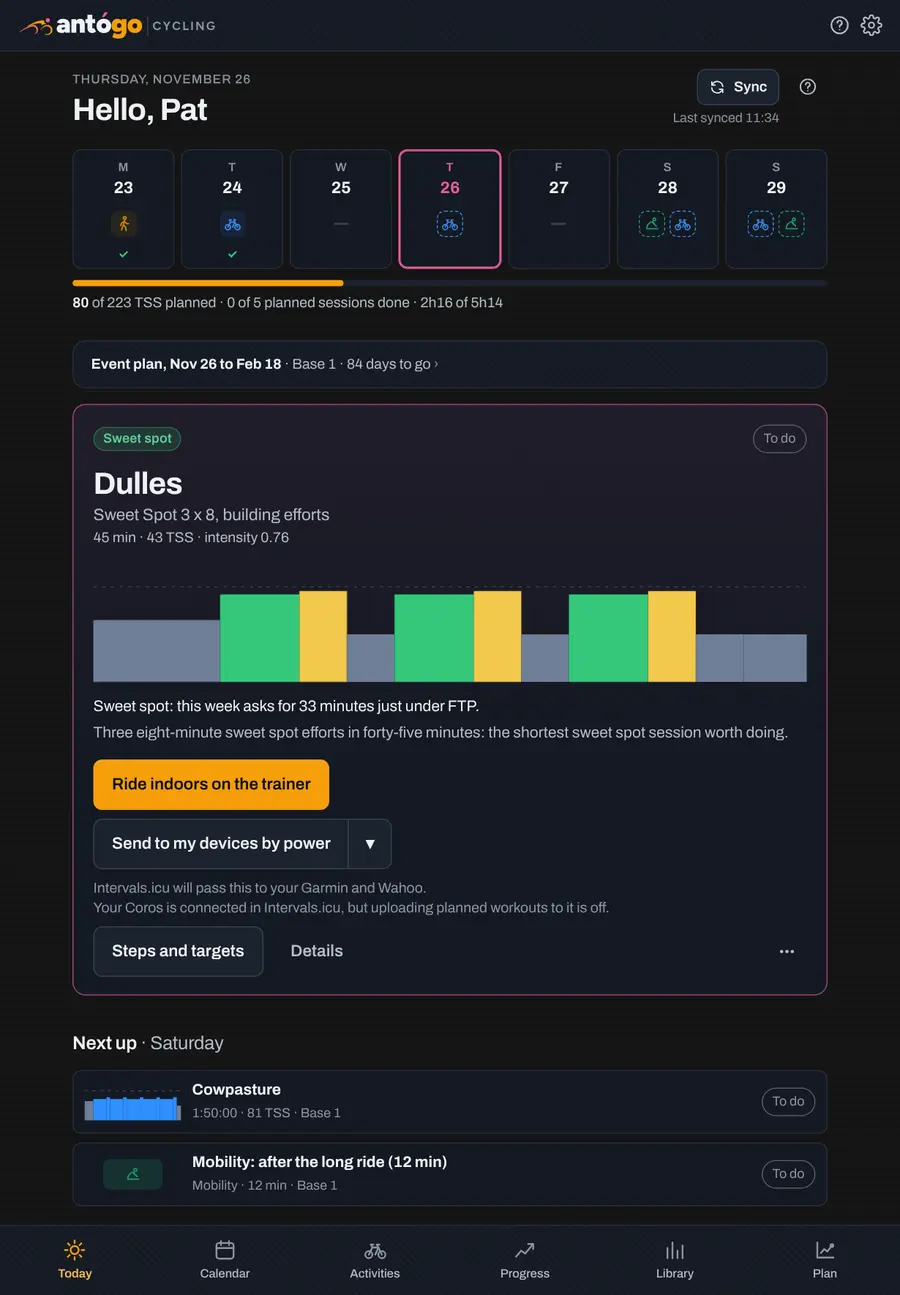 antógo CYCLING
THURSDAY, NOVEMBER 26
Hello, Pat
Sync
Last synced 11:34
M T W T F S S
23 24 25 26 27 28 29
80 of 223 TSS planned · 0 of 5 planned sessions done · 2h16 of 5h14
Event plan, Nov 26 to Feb 18 · Base 1 · 84 days to go ›
Sweet spot
To do
Dulles
Sweet Spot 3 x 8, building efforts
45 min · 43 TSS · intensity 0.76
Sweet spot: this week asks for 33 minutes just under FTP.
Three eight-minute sweet spot efforts in forty-five minutes: the shortest sweet spot session worth doing.
Ride indoors on the trainer
Send to my devices by power ▼
Intervals.icu will pass this to your Garmin and Wahoo.
Your Coros is connected in Intervals.icu, but uploading planned workouts to it is off.
Steps and targets Details ···
Next up · Saturday
Cowpasture
1:50:00 · 81 TSS · Base 1
To do
Mobility: after the long ride (12 min)
Mobility · 12 min · Base 1
To do
Today Calendar Activities Progress Library Plan